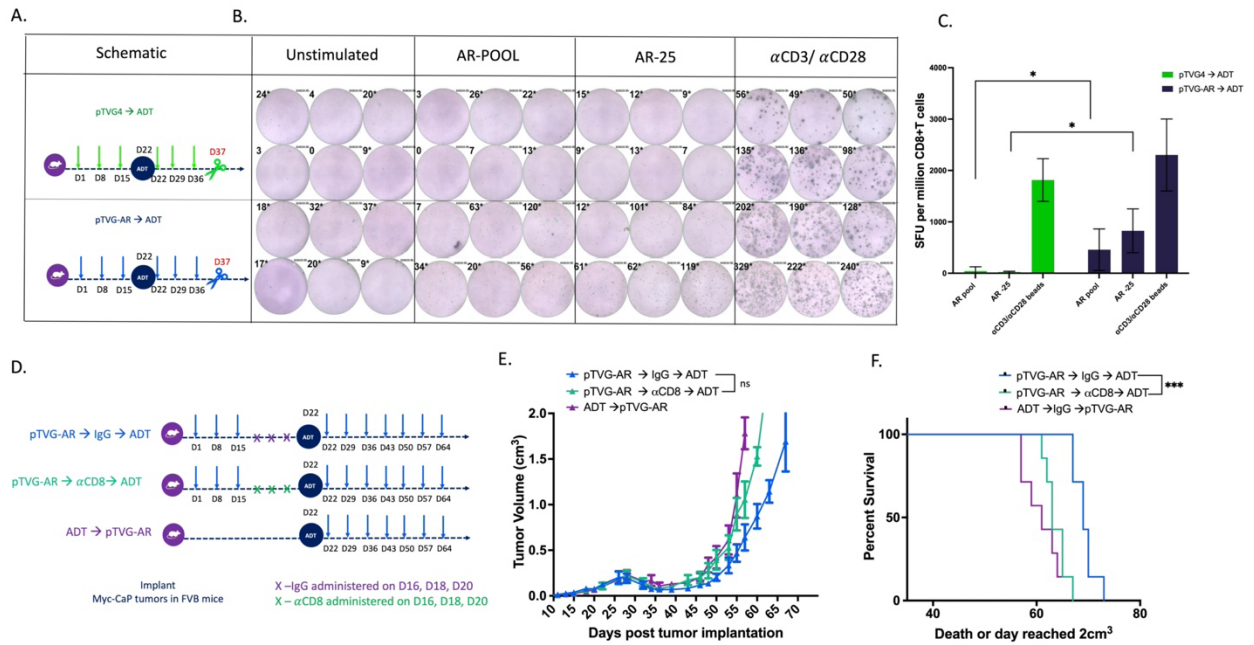 A.
B.
Schematic
Unstimulated
AR-POOL
AR-25
αCD3/ αCD28
pTVG4 → ADT
D22
ADT
D37
D1 D8 D15 D22 D29 D36
24* 4 20* 3 26* 22* 15* 12* 9* 56* 49* 50*
3 0 9* 0 7 13* 9* 13* 7 135* 136* 98*
pTVG-AR → ADT
D22
ADT
D37
D1 D8 D15 D22 D29 D36
18* 32* 37* 7 63* 120* 12* 101* 84* 202* 190* 128*
17* 20* 9* 34* 20* 56* 61* 62* 119* 329* 222* 240*
C.
pTVG4 → ADT
pTVG-AR → ADT
*
*
SFU per million CD8+T cells
4000
3000
2000
1000
0
AR pool AR -25 αCD3/αCD28 beads AR pool AR -25 αCD3/αCD28 beads
D.
pTVG-AR → IgG → ADT
X X X
D22
ADT
D1 D8 D15 D22 D29 D36 D43 D50 D57 D64
pTVG-AR → αCD8→ ADT
X X X
D22
ADT
D1 D8 D15 D22 D29 D36 D43 D50 D57 D64
ADT → pTVG-AR
D22
ADT
D22 D29 D36 D43 D50 D57 D64
Implant
Myc-CaP tumors in FVB mice
X –IgG administered on D16, D18, D20
X – αCD8 administered on D16, D18, D20
E.
pTVG-AR → IgG → ADT
pTVG-AR → αCD8 → ADT
ns
ADT → pTVG-AR
Tumor Volume (cm³)
2.0
1.5
1.0
0.5
0.0
10 15 20 25 30 35 40 45 50 55 60 65 70
Days post tumor implantation
F.
pTVG-AR → IgG → ADT
pTVG-AR → αCD8→ ADT
***
ADT →IgG →pTVG-AR
Percent Survival
100
50
0
40 60 80
Death or day reached 2cm³